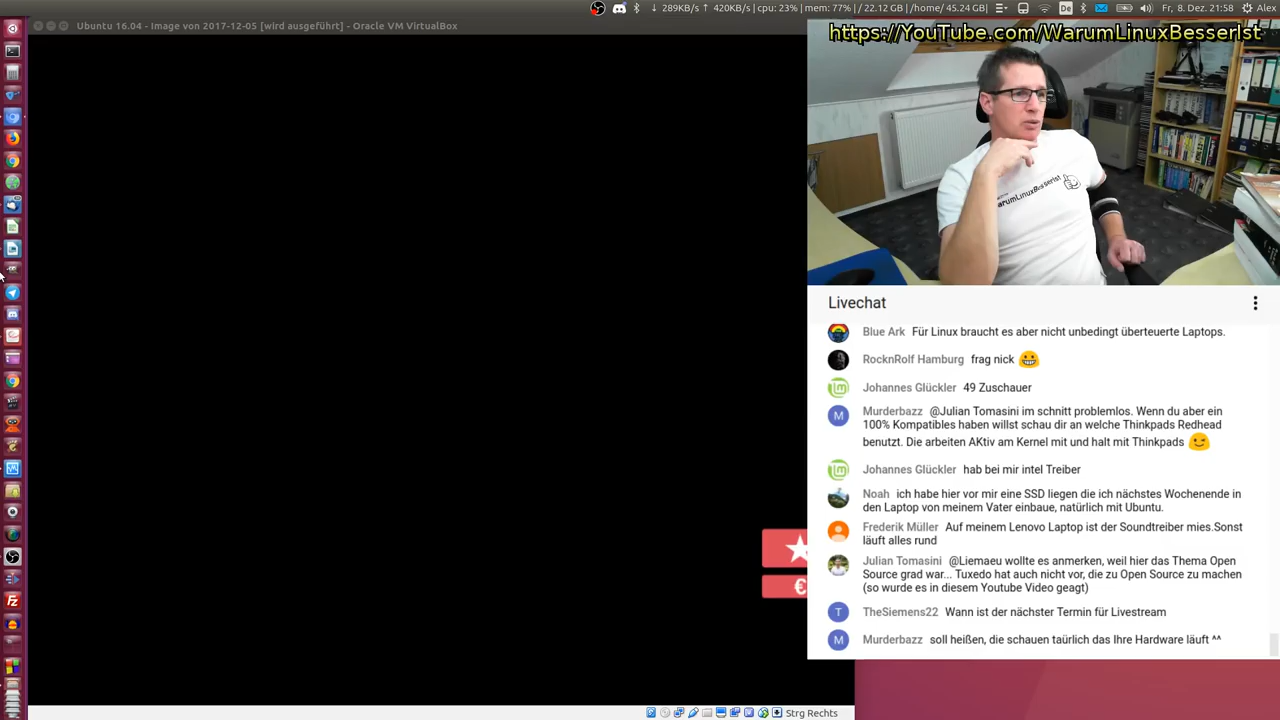 ↓ 289KB/s ↑ 420KB/s | cpu: 23% | mem: 77% | / 22.12 GB | home/ 45.24 GB | De Fr, 8. Dez. 21:58 Alex
Ubuntu 16.04 - Image von 2017-12-05 [wird ausgeführt] - Oracle VM VirtualBox
https://YouTube.com/WarumLinuxBesserIst
WarumLinuxBesserIst
Livechat
Blue Ark Für Linux braucht es aber nicht unbedingt überteuerte Laptops.
RocknRolf Hamburg frag nick
Johannes Glückler 49 Zuschauer
M Murderbazz @Julian Tomasini im schnitt problemlos. Wenn du aber ein
100% Kompatibles haben willst schau dir an welche Thinkpads Redhead
benutzt. Die arbeiten AKtiv am Kernel mit und halt mit Thinkpads
Johannes Glückler hab bei mir intel Treiber
Noah ich habe hier vor mir eine SSD liegen die ich nächstes Wochenende in
den Laptop von meinem Vater einbaue, natürlich mit Ubuntu.
Frederik Müller Auf meinem Lenovo Laptop ist der Soundtreiber mies.Sonst
läuft alles rund
Julian Tomasini @Liemaeu wollte es anmerken, weil hier das Thema Open
Source grad war... Tuxedo hat auch nicht vor, die zu Open Source zu machen
(so wurde es in diesem Youtube Video geagt)
T TheSiemens22 Wann ist der nächster Termin für Livestream
M Murderbazz soll heißen, die schauen taürlich das Ihre Hardware läuft ^^
€
Strg Rechts